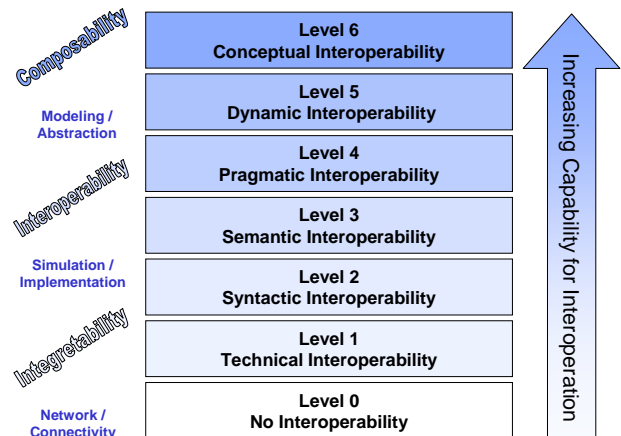 Composability
Modeling /
Abstraction
Interoperability
Simulation /
Implementation
Integretability
Network /
Connectivity
Level 6
Conceptual Interoperability
Level 5
Dynamic Interoperability
Level 4
Pragmatic Interoperability
Level 3
Semantic Interoperability
Level 2
Syntactic Interoperability
Level 1
Technical Interoperability
Level 0
No Interoperability
Increasing Capability for Interoperation